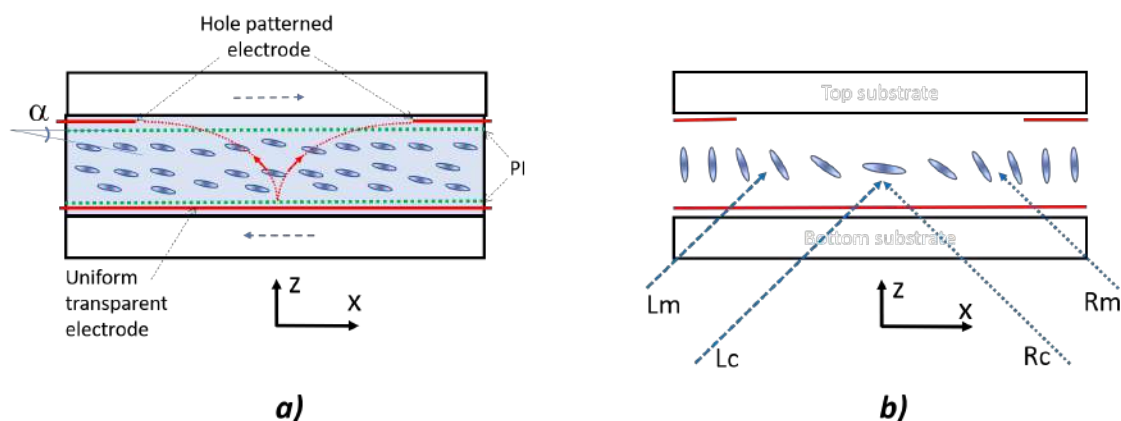 Hole patterned
electrode
α
PI
Uniform
transparent
electrode
z
x
a)
Top substrate
Bottom substrate
Lm
Lc
z
x
Rm
Rc
b)